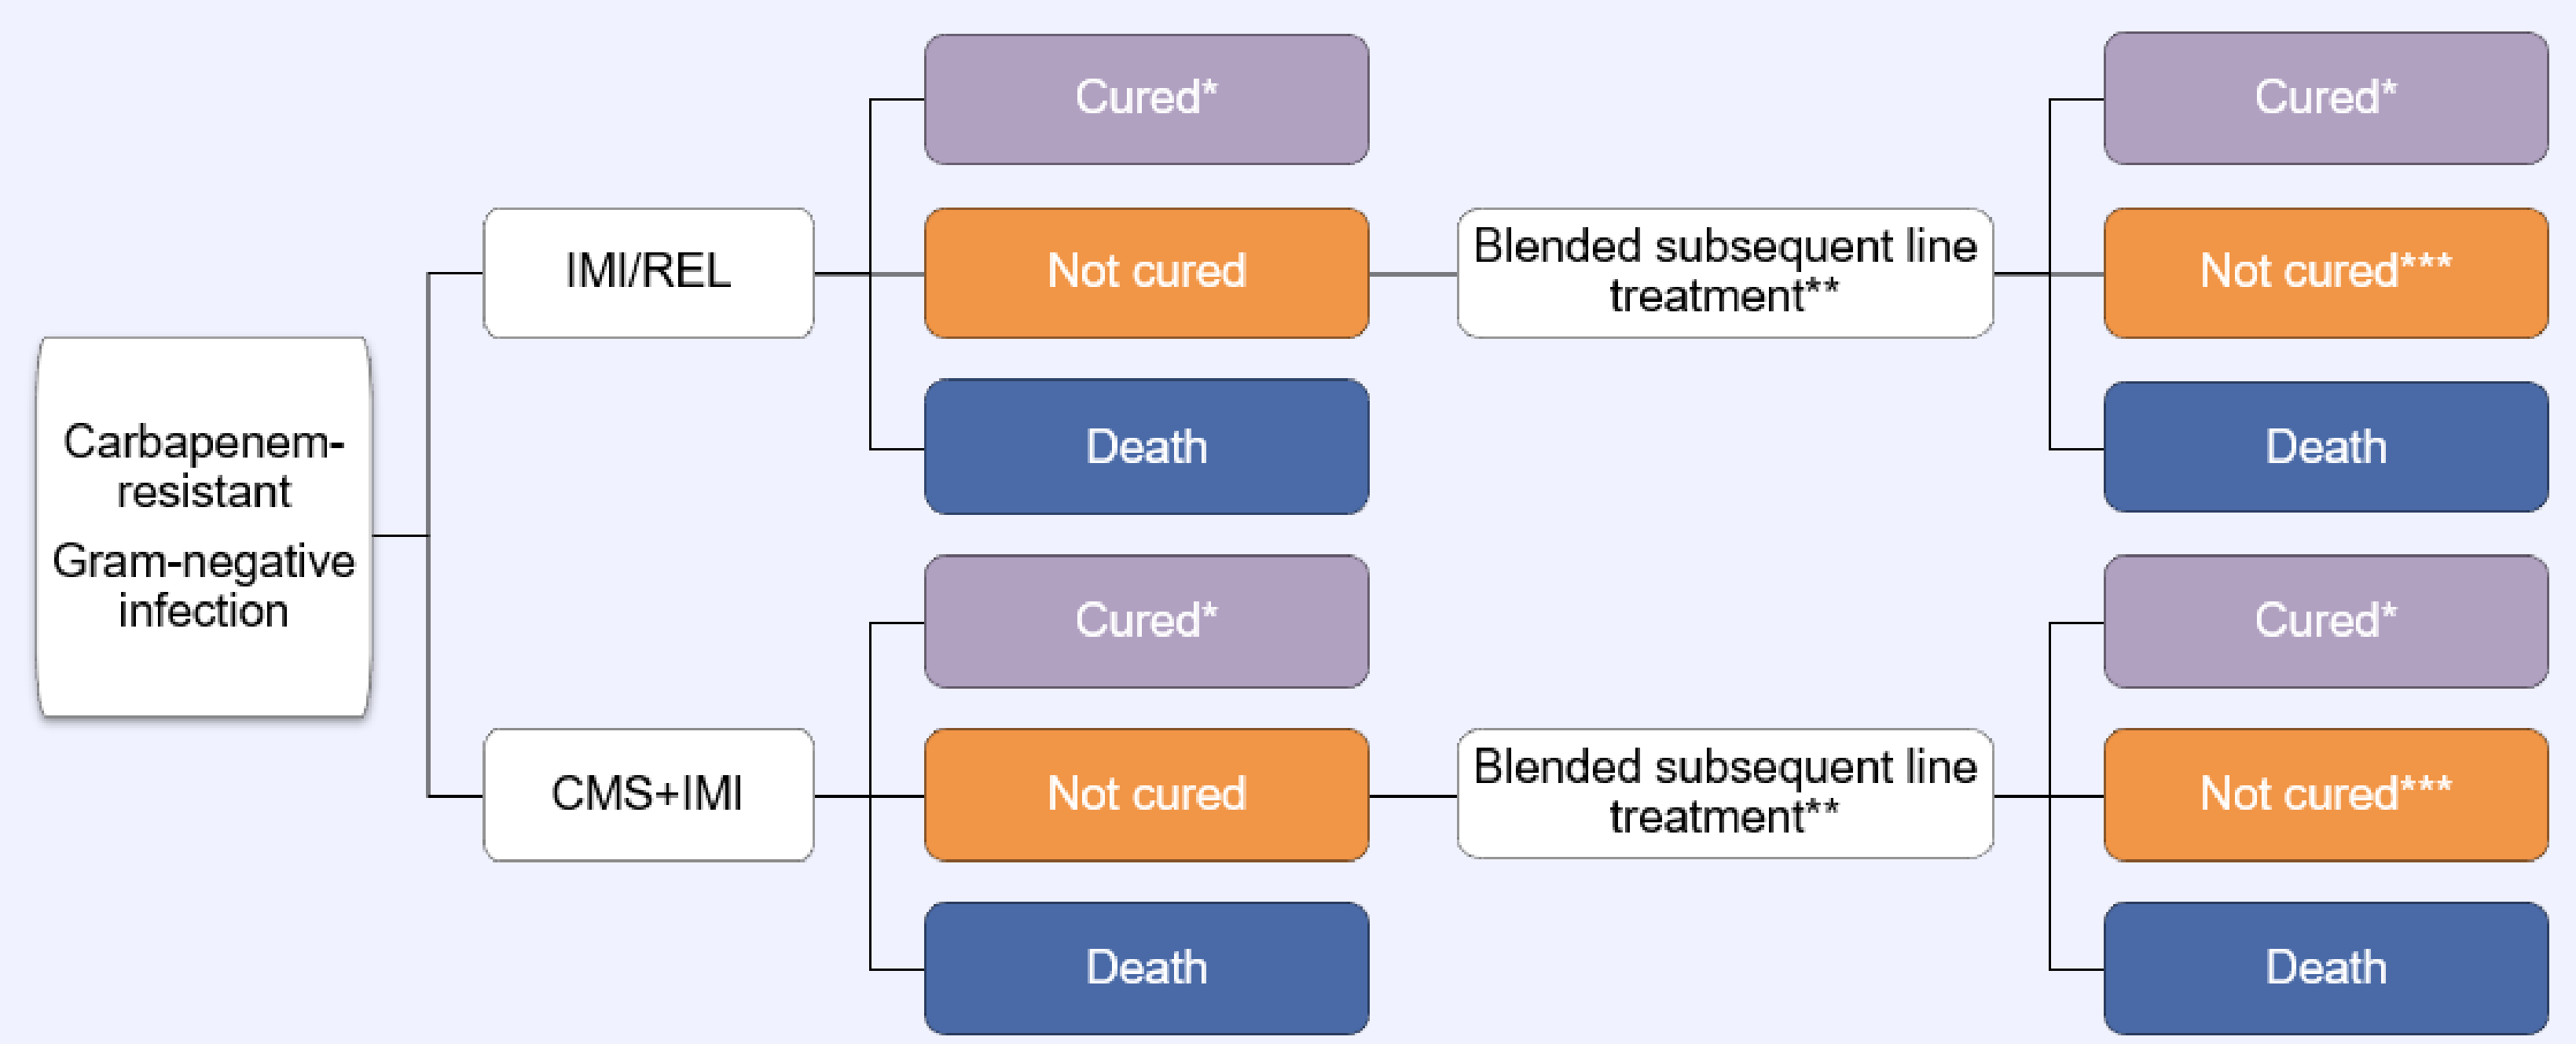 Carbapenem-
resistant
Gram-negative
infection
IMI/REL
Cured*
Not cured
Death
Blended subsequent line
treatment**
Cured*
Not cured***
Death
CMS+IMI
Cured*
Not cured
Death
Blended subsequent line
treatment**
Cured*
Not cured***
Death